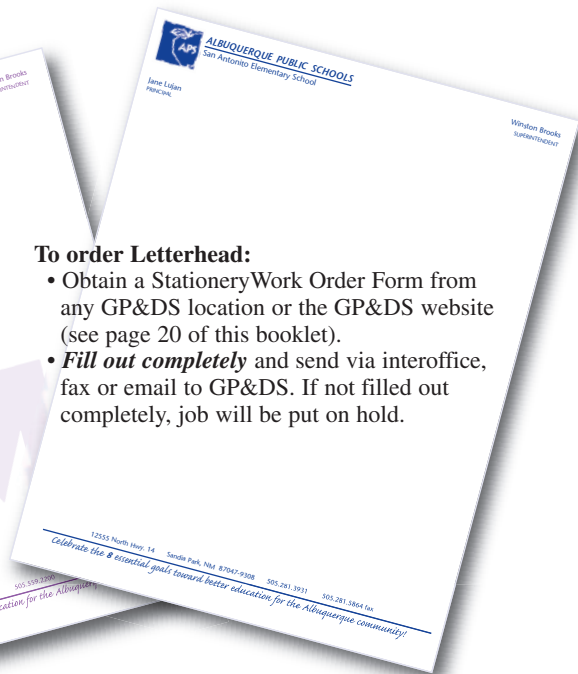 APS
ALBUQUERQUE PUBLIC SCHOOLS
San Antonito Elementary School
Jane Lujan
PRINCIPAL
Winston Brooks
SUPERINTENDENT
n Brooks
INTENDENT
To order Letterhead:
• Obtain a StationeryWork Order Form from
any GP&DS location or the GP&DS website
(see page 20 of this booklet).
• Fill out completely and send via interoffice,
fax or email to GP&DS. If not filled out
completely, job will be put on hold.
12555 North Hwy. 14 Sandia Park, NM 87047-9308 505.281.3931 505.281.5864 fax
Celebrate the 8 essential goals toward better education for the Albuquerque community!
505.559.2200
cation for the Albuquerq